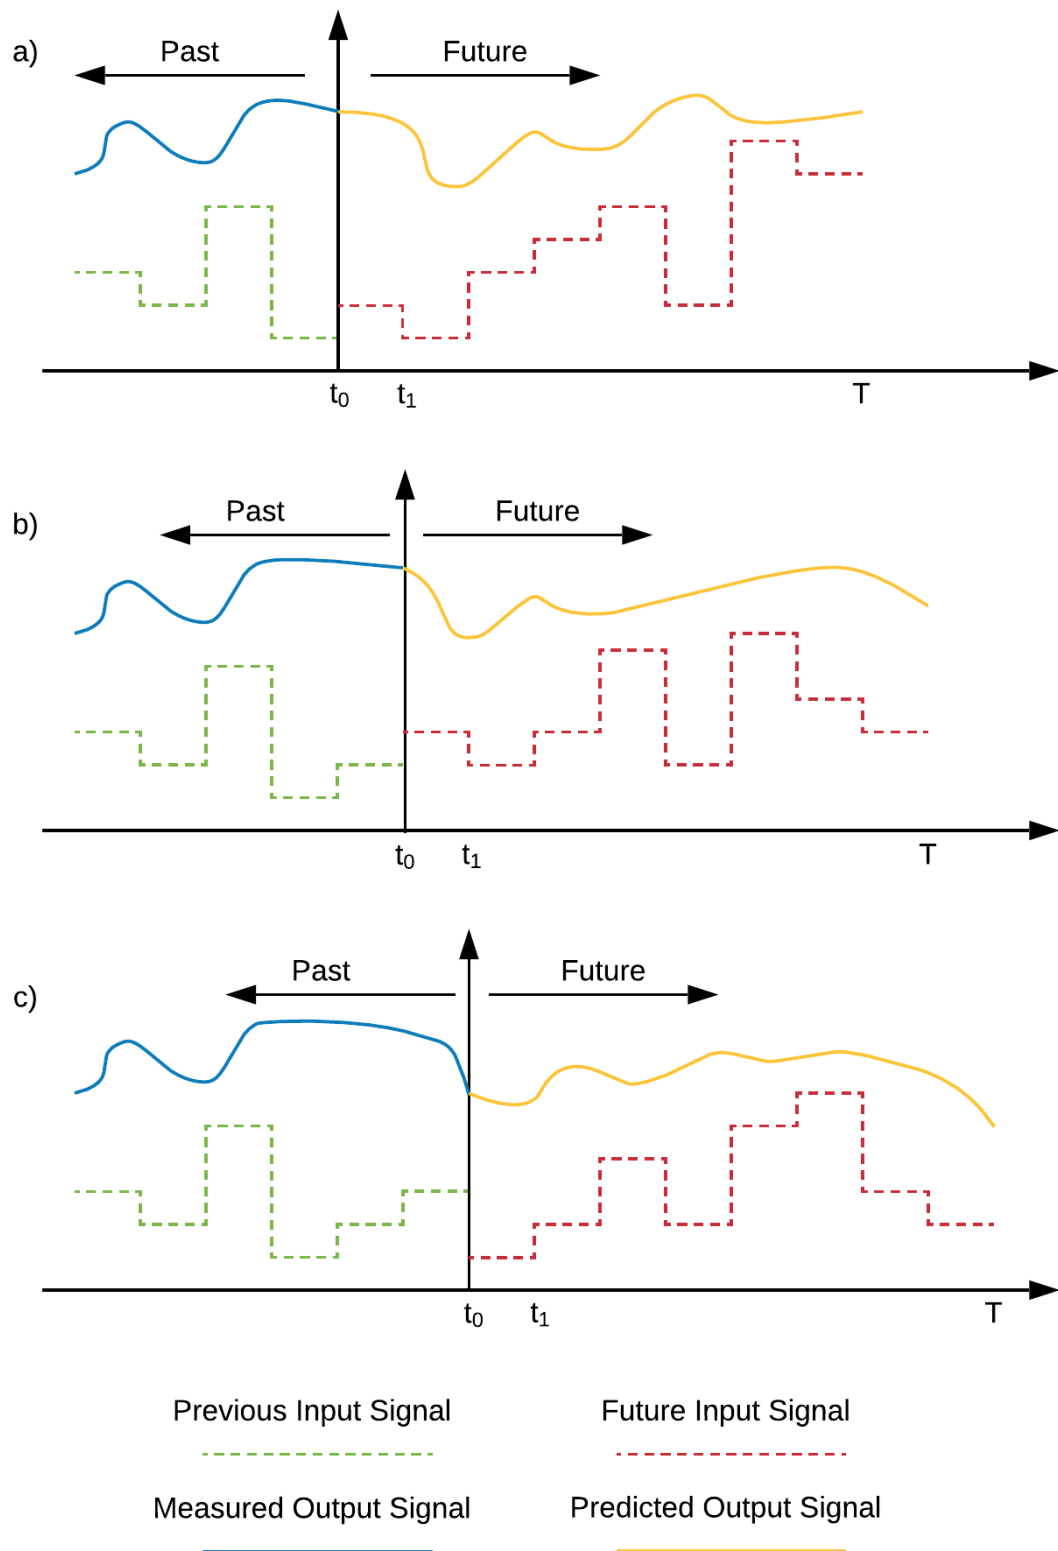 a)
Past Future
t₀ t₁ T
b)
Past Future
t₀ t₁ T
c)
Past Future
t₀ t₁ T
Previous Input Signal Future Input Signal
Measured Output Signal Predicted Output Signal